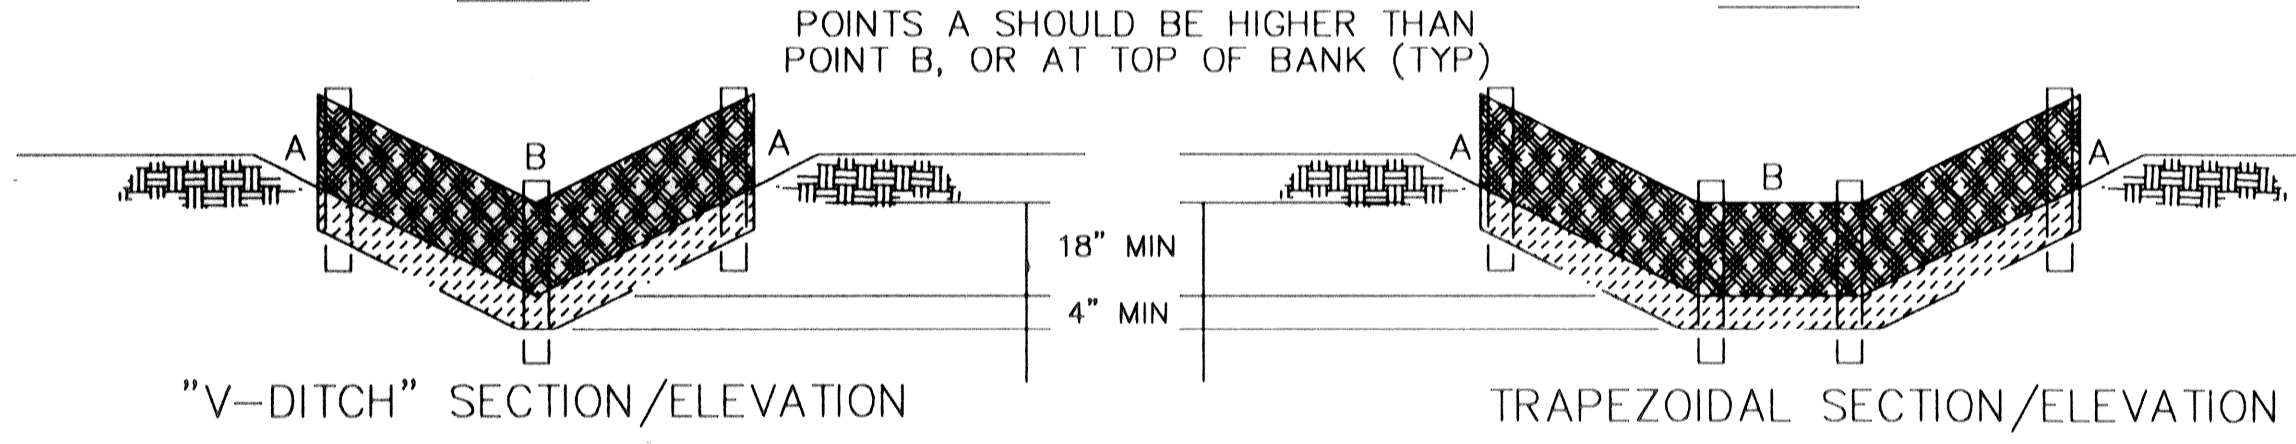 POINTS A SHOULD BE HIGHER THAN
POINT B, OR AT TOP OF BANK (TYP)
A
B
A
A
B
A
18" MIN
4" MIN
"V-DITCH" SECTION/ELEVATION
TRAPEZOIDAL SECTION/ELEVATION